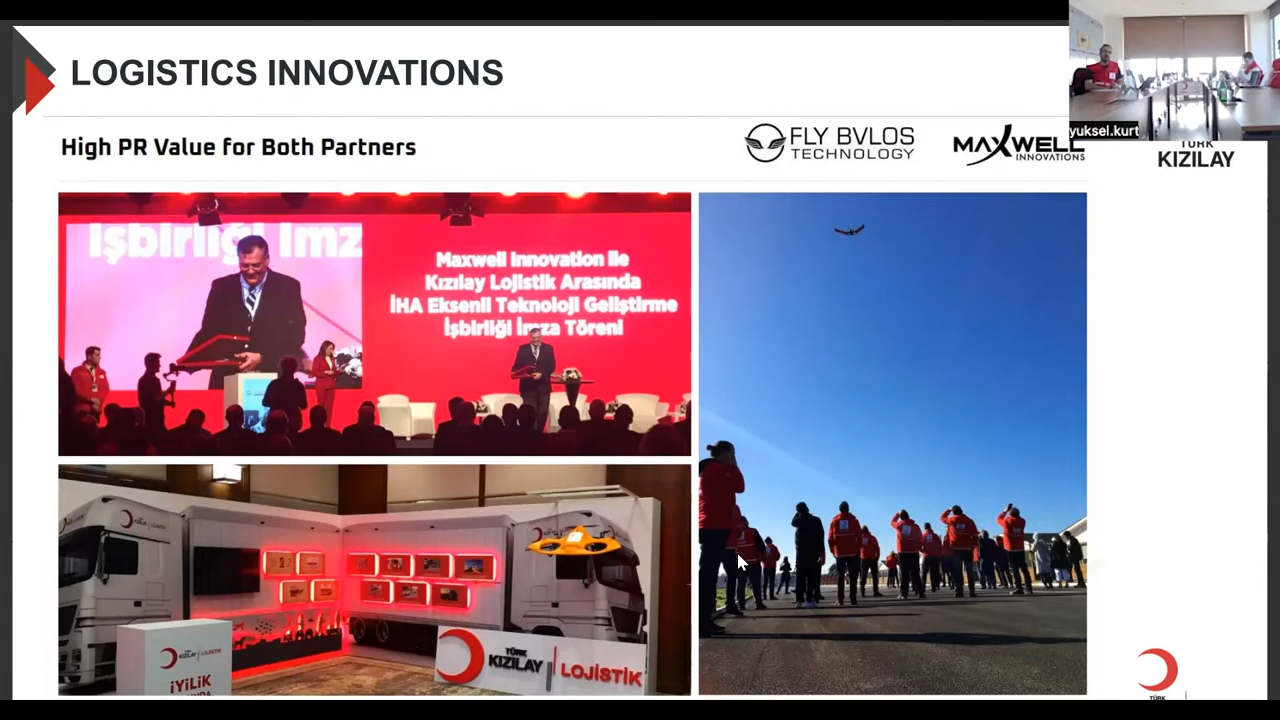 LOGISTICS INNOVATIONS
yuksel.kurt
High PR Value for Both Partners
FLY BVLOS
TECHNOLOGY
MAXWELL
INNOVATIONS
TÜRK
KIZILAY
İşbirliği İmz
Maxwell Innovation ile
Kızılay Lojistik Arasında
İHA Eksenli Teknoloji Geliştirme
İşbirliği İmza Töreni
TÜRK
KIZILAY
LOJİSTİK
TÜRK
KIZILAY
LOJİSTİK
İYİLİK
TÜRK